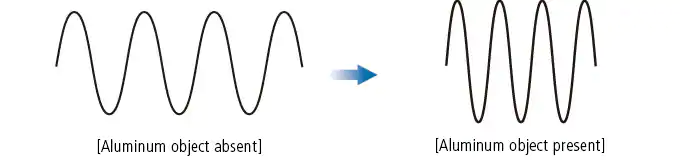 [Aluminum object absent]
[Aluminum object present]